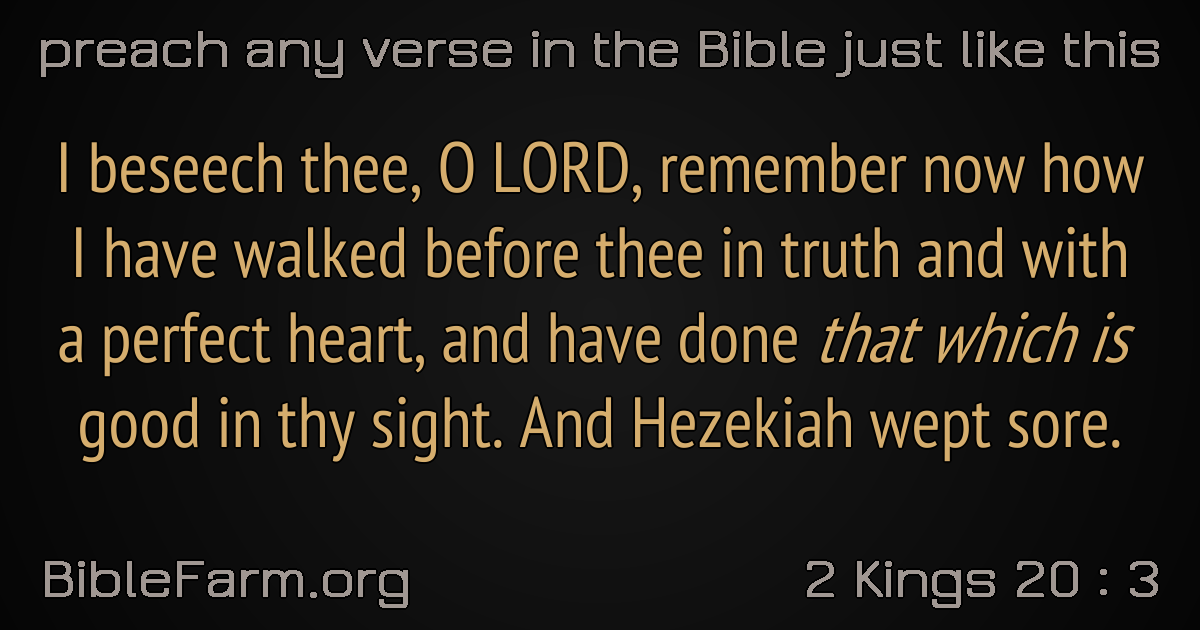 preach any verse in the Bible just like this
I beseech thee, O LORD, remember now how
I have walked before thee in truth and with
a perfect heart, and have done that which is
good in thy sight. And Hezekiah wept sore.
BibleFarm.org
2 Kings 20 : 3